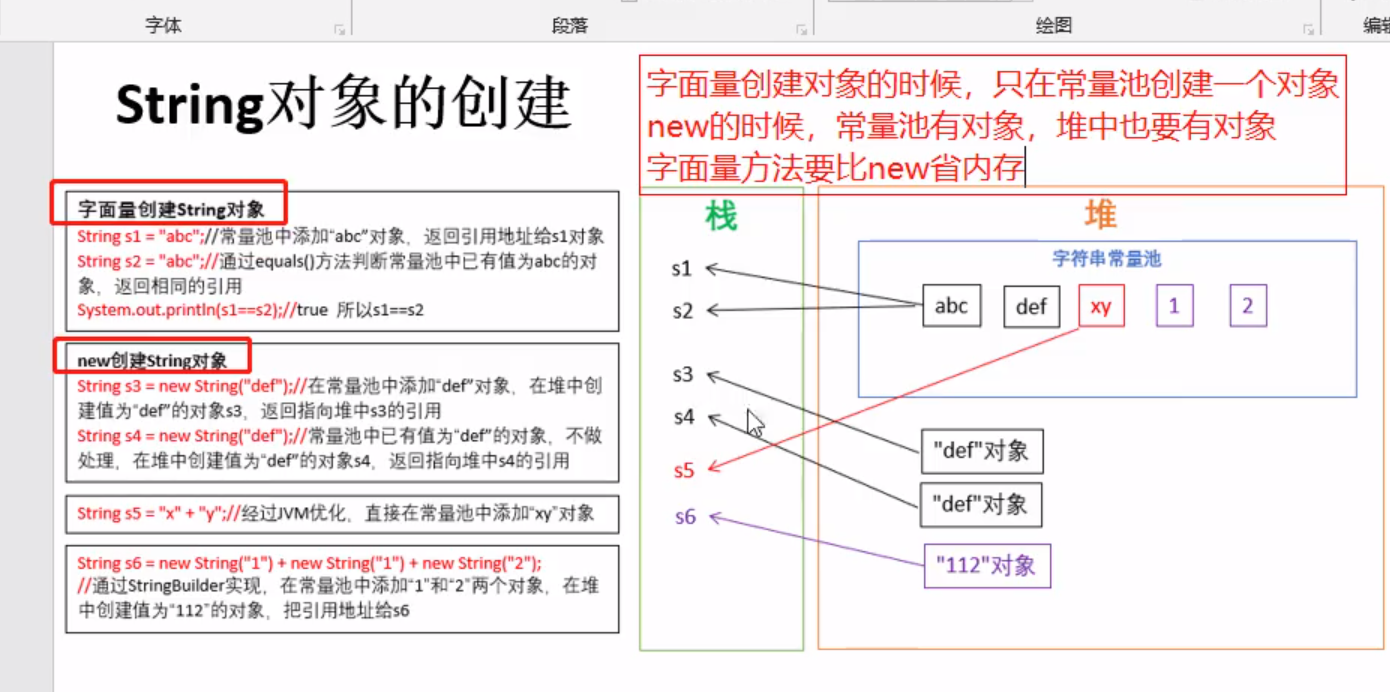 字体
段落
绘图
编辑
String对象的创建
字面量创建对象的时候，只在常量池创建一个对象
new的时候，常量池有对象，堆中也要有对象
字面量方法要比new省内存
字面量创建String对象
String s1 = "abc";//常量池中添加“abc”对象，返回引用地址给s1对象
String s2 = "abc";//通过equals()方法判断常量池中已有值为abc的对
象，返回相同的引用
System.out.println(s1==s2);//true 所以s1==s2
new创建String对象
String s3 = new String("def");//在常量池中添加“def”对象，在堆中创
建值为“def”的对象s3，返回指向堆中s3的引用
String s4 = new String("def");//常量池中已有值为“def”的对象，不做
处理，在堆中创建值为“def”的对象s4，返回指向堆中s4的引用
String s5 = "x" + "y";//经过JVM优化，直接在常量池中添加“xy”对象
String s6 = new String("1") + new String("1") + new String("2");
//通过StringBuilder实现，在常量池中添加“1”和“2”两个对象，在堆
中创建值为“112”的对象，把引用地址给s6
栈
s1
s2
s3
s4
s5
s6
堆
字符串常量池
abc
def
xy
1
2
"def"对象
"def"对象
"112"对象